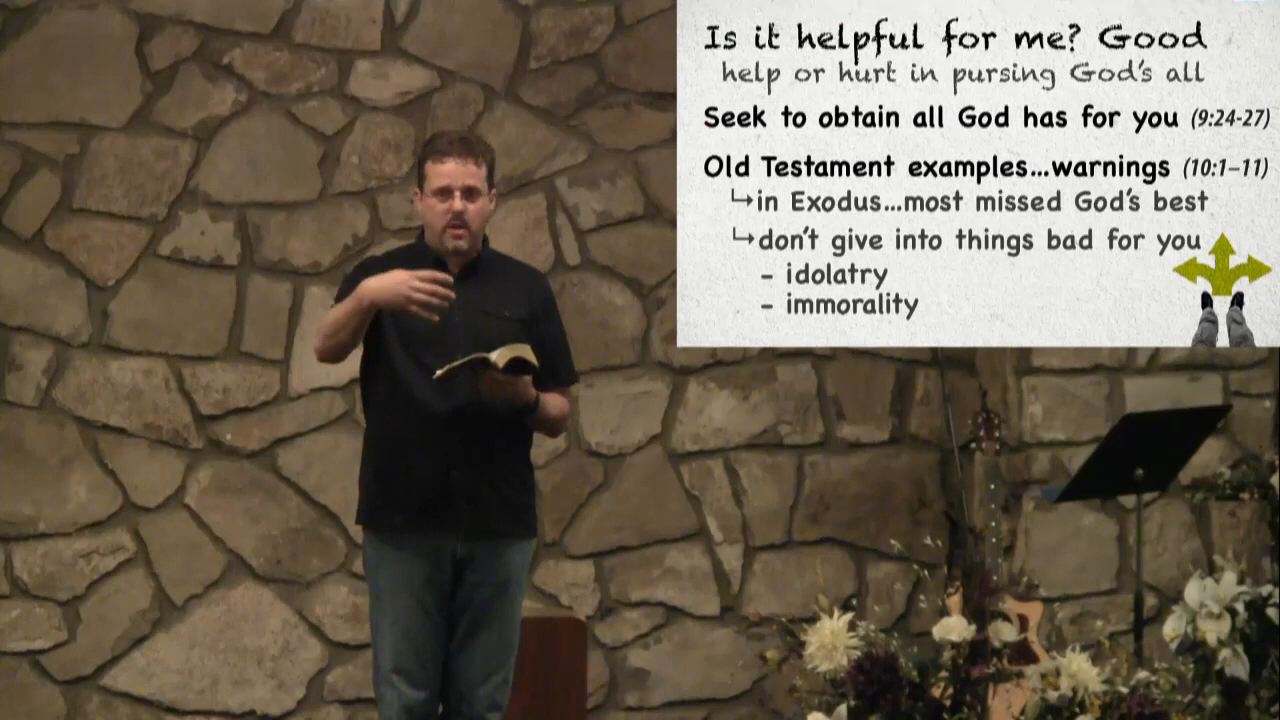 Is it helpful for me? Good
help or hurt in pursing God's all
Seek to obtain all God has for you (9:24-27)
Old Testament examples...warnings (10:1–11)
↳in Exodus...most missed God's best
↳don't give into things bad for you
- idolatry
- immorality